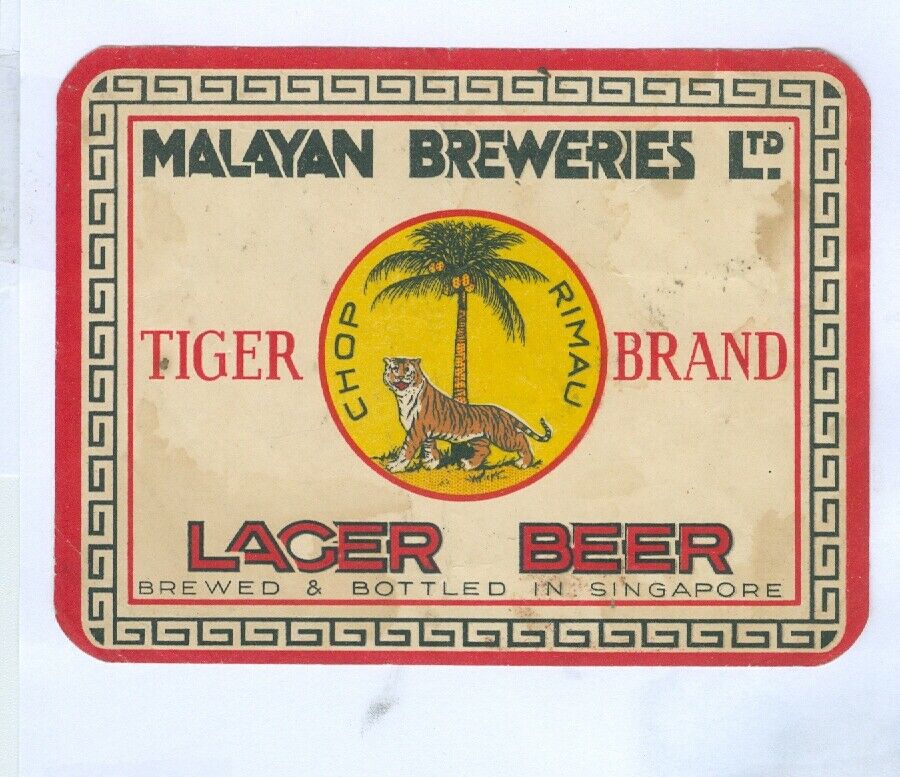 MALAYAN BREWERIES LTD.
TIGER BRAND
CHOP RIMAU
LAGER BEER
BREWED & BOTTLED IN SINGAPORE